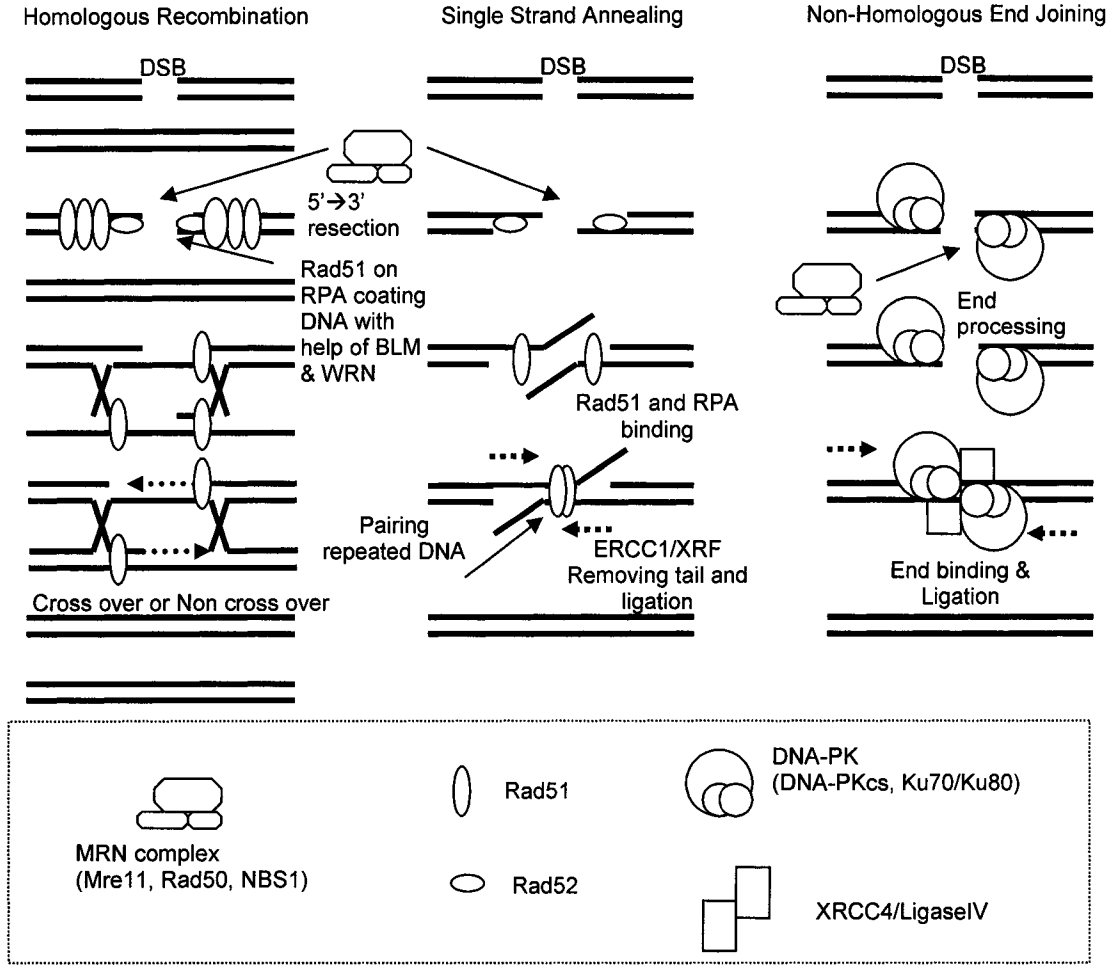 Homologous Recombination
Single Strand Annealing
Non-Homologous End Joining
DSB
DSB
DSB
5'→3'
resection
Rad51 on
RPA coating
DNA with
help of BLM
& WRN
Rad51 and RPA
binding
Pairing
repeated DNA
ERCC1/XRF
Removing tail and
ligation
End
processing
End binding &
Ligation
Cross over or Non cross over
MRN complex
(Mre11, Rad50, NBS1)
Rad51
Rad52
DNA-PK
(DNA-PKcs, Ku70/Ku80)
XRCC4/LigaseIV